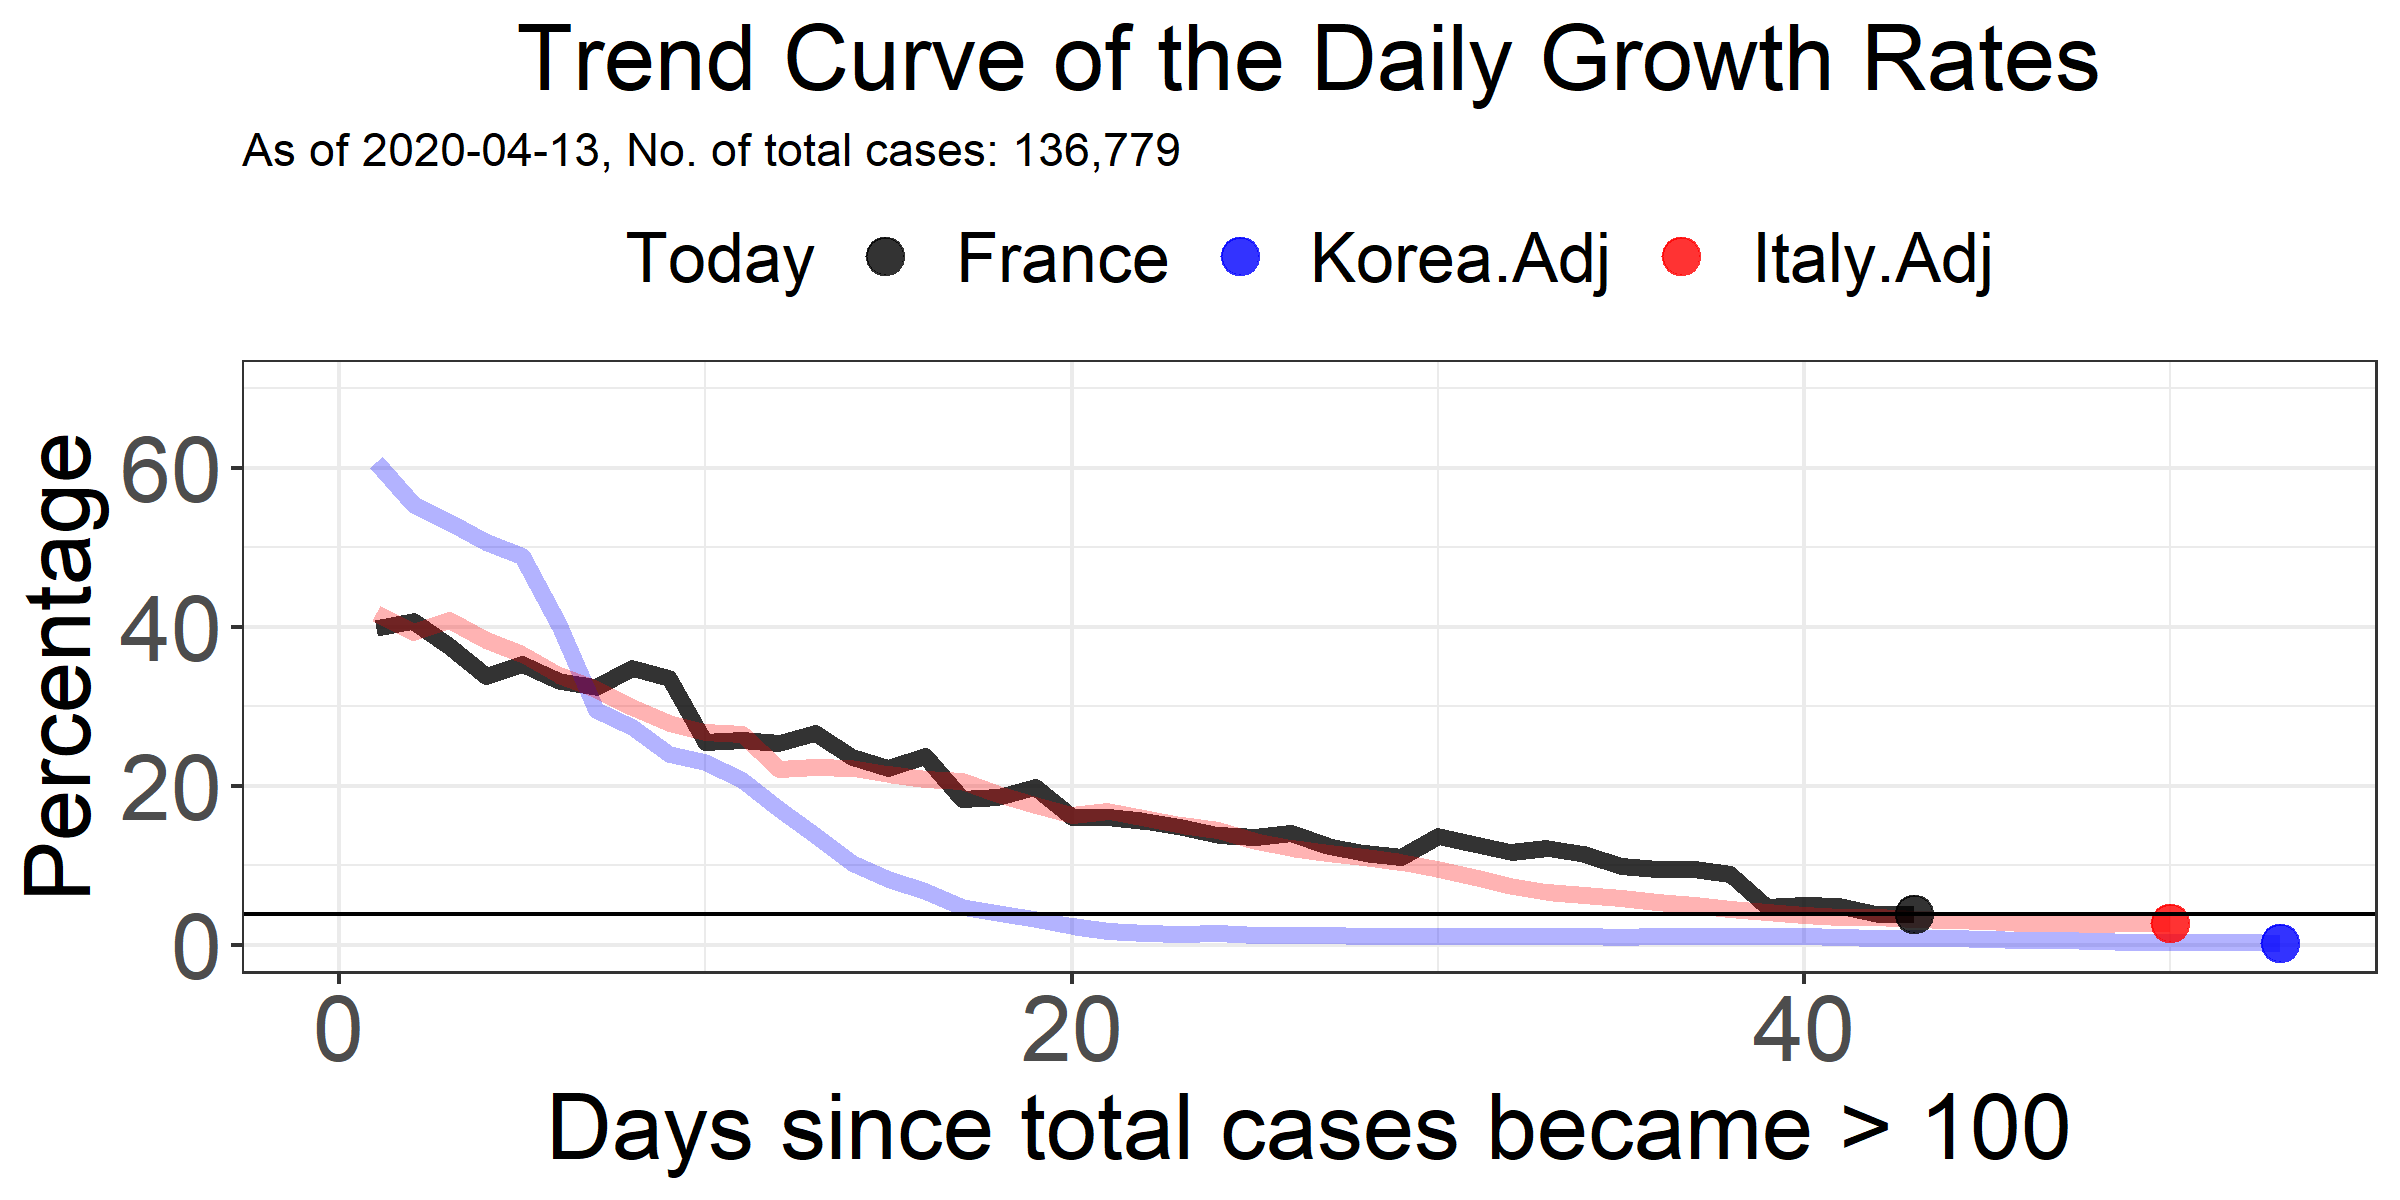 Trend Curve of the Daily Growth Rates
As of 2020-04-13, No. of total cases: 136,779
Today France Korea.Adj Italy.Adj
Percentage
60
40
20
0
0 20 40
Days since total cases became > 100